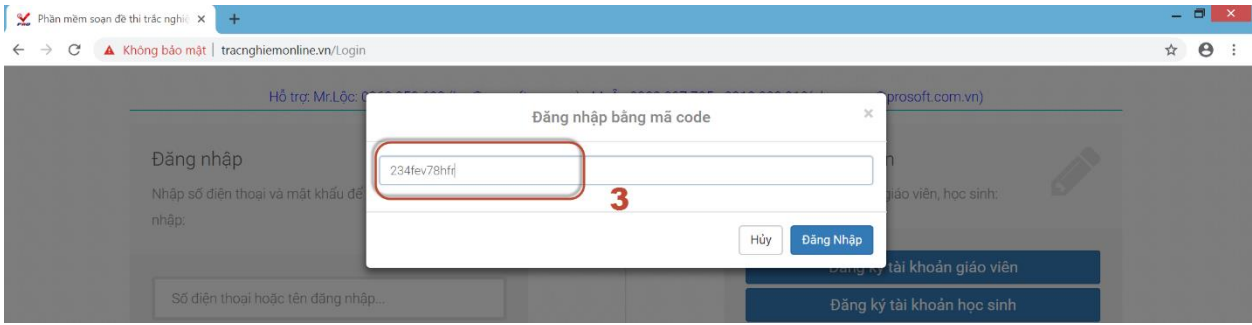 Phần mềm soạn đề thi trắc nghiệ
Không bảo mật | tracnghiemonline.vn/Login
Hỗ trợ: Mr.Lộc:
prosoft.com.vn)
Đăng nhập bằng mã code
Đăng nhập
234fev78hfr
Nhập số điện thoại và mật khẩu để
giáo viên, học sinh:
3
nhập:
Hủy
Đăng Nhập
Đăng ký tài khoản giáo viên
Số điện thoại hoặc tên đăng nhập...
Đăng ký tài khoản học sinh